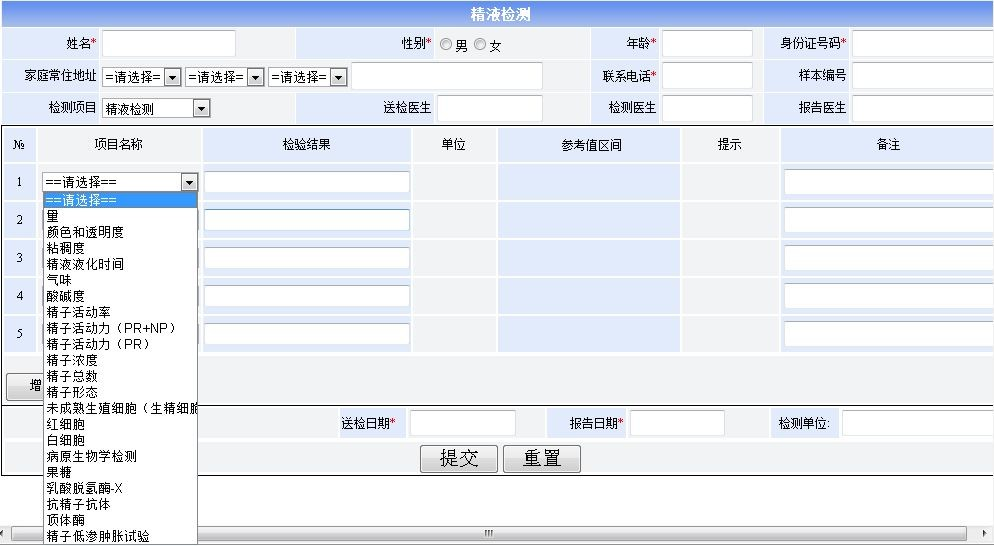 精液检测
姓名* 性别* 男 女 年龄* 身份证号码*
家庭常住地址 =请选择= =请选择= =请选择= 联系电话* 样本编号
检测项目 精液检测 送检医生 检测医生 报告医生
№ 项目名称 检验结果 单位 参考值区间 提示 备注
1 ==请选择==
==请选择==
量
2
颜色和透明度
粘稠度
3
精液液化时间
气味
4 酸碱度
精子活动率
精子活动力（PR+NP）
5
精子活动力（PR）
精子浓度
精子总数
增
精子形态
未成熟生殖细胞（生精细胞
红细胞 送检日期* 报告日期* 检测单位:
白细胞
病原生物学检测 提交 重置
果糖
乳酸脱氢酶-X
抗精子抗体
顶体酶
精子低渗肿胀试验